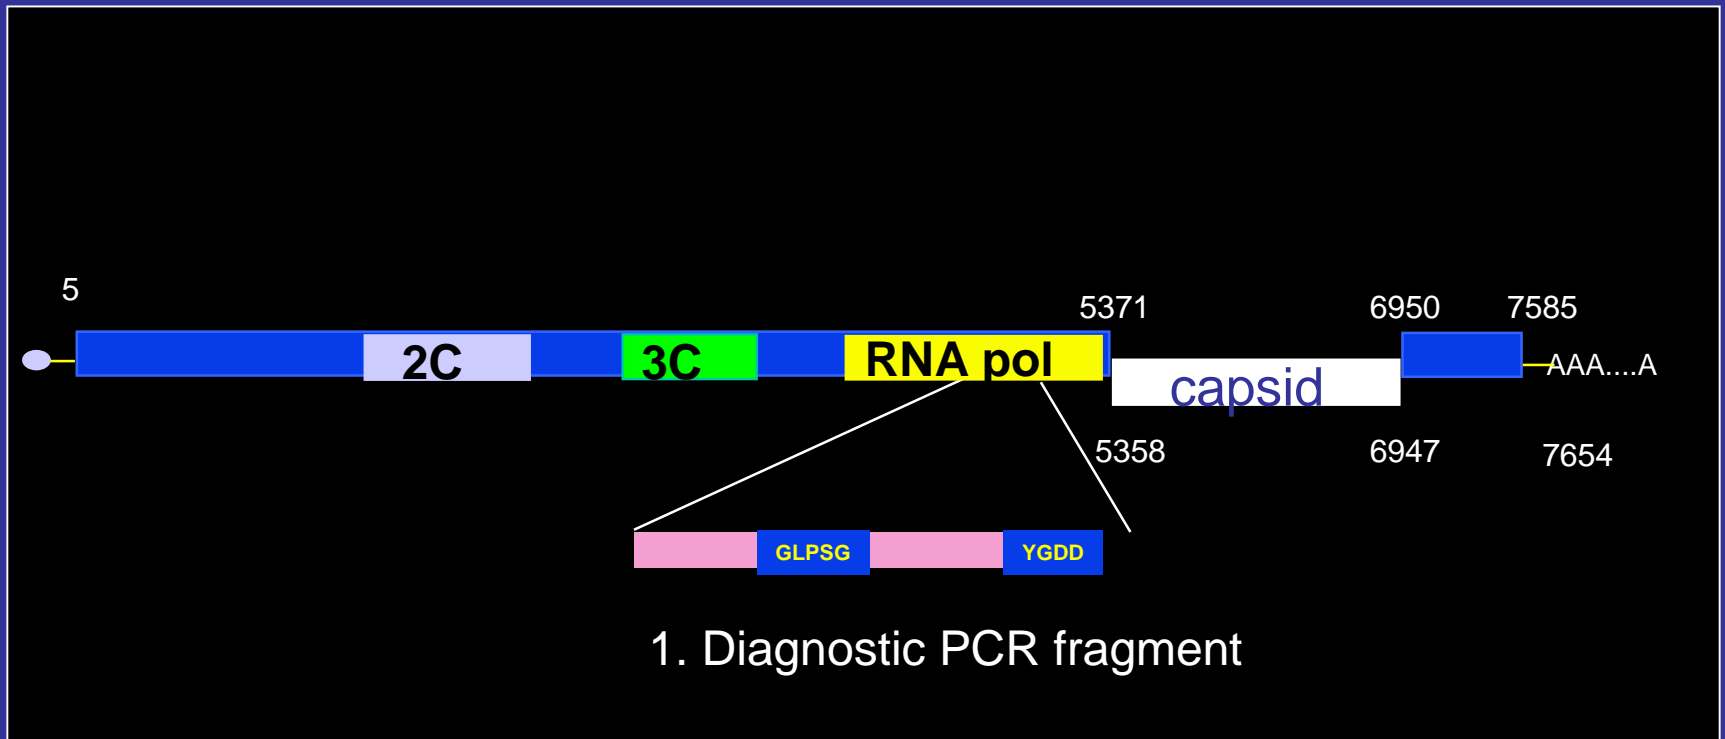 5
5371 6950 7585
2C 3C RNA pol
capsid
AAA....A
5358 6947 7654
GLPSG YGDD
1. Diagnostic PCR fragment